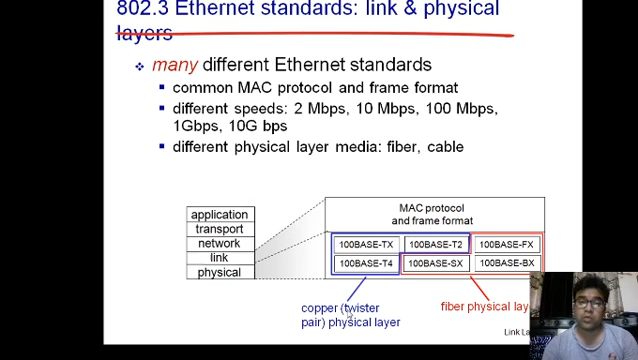 802.3 Ethernet standards: link & physical
layers
many different Ethernet standards
common MAC protocol and frame format
different speeds: 2 Mbps, 10 Mbps, 100 Mbps,
1Gbps, 10G bps
different physical layer media: fiber, cable
application
transport
network
link
physical
MAC protocol
and frame format
100BASE-TX 100BASE-T2 100BASE-FX
100BASE-T4 100BASE-SX 100BASE-BX
copper (twister
pair) physical layer
fiber physical
Link